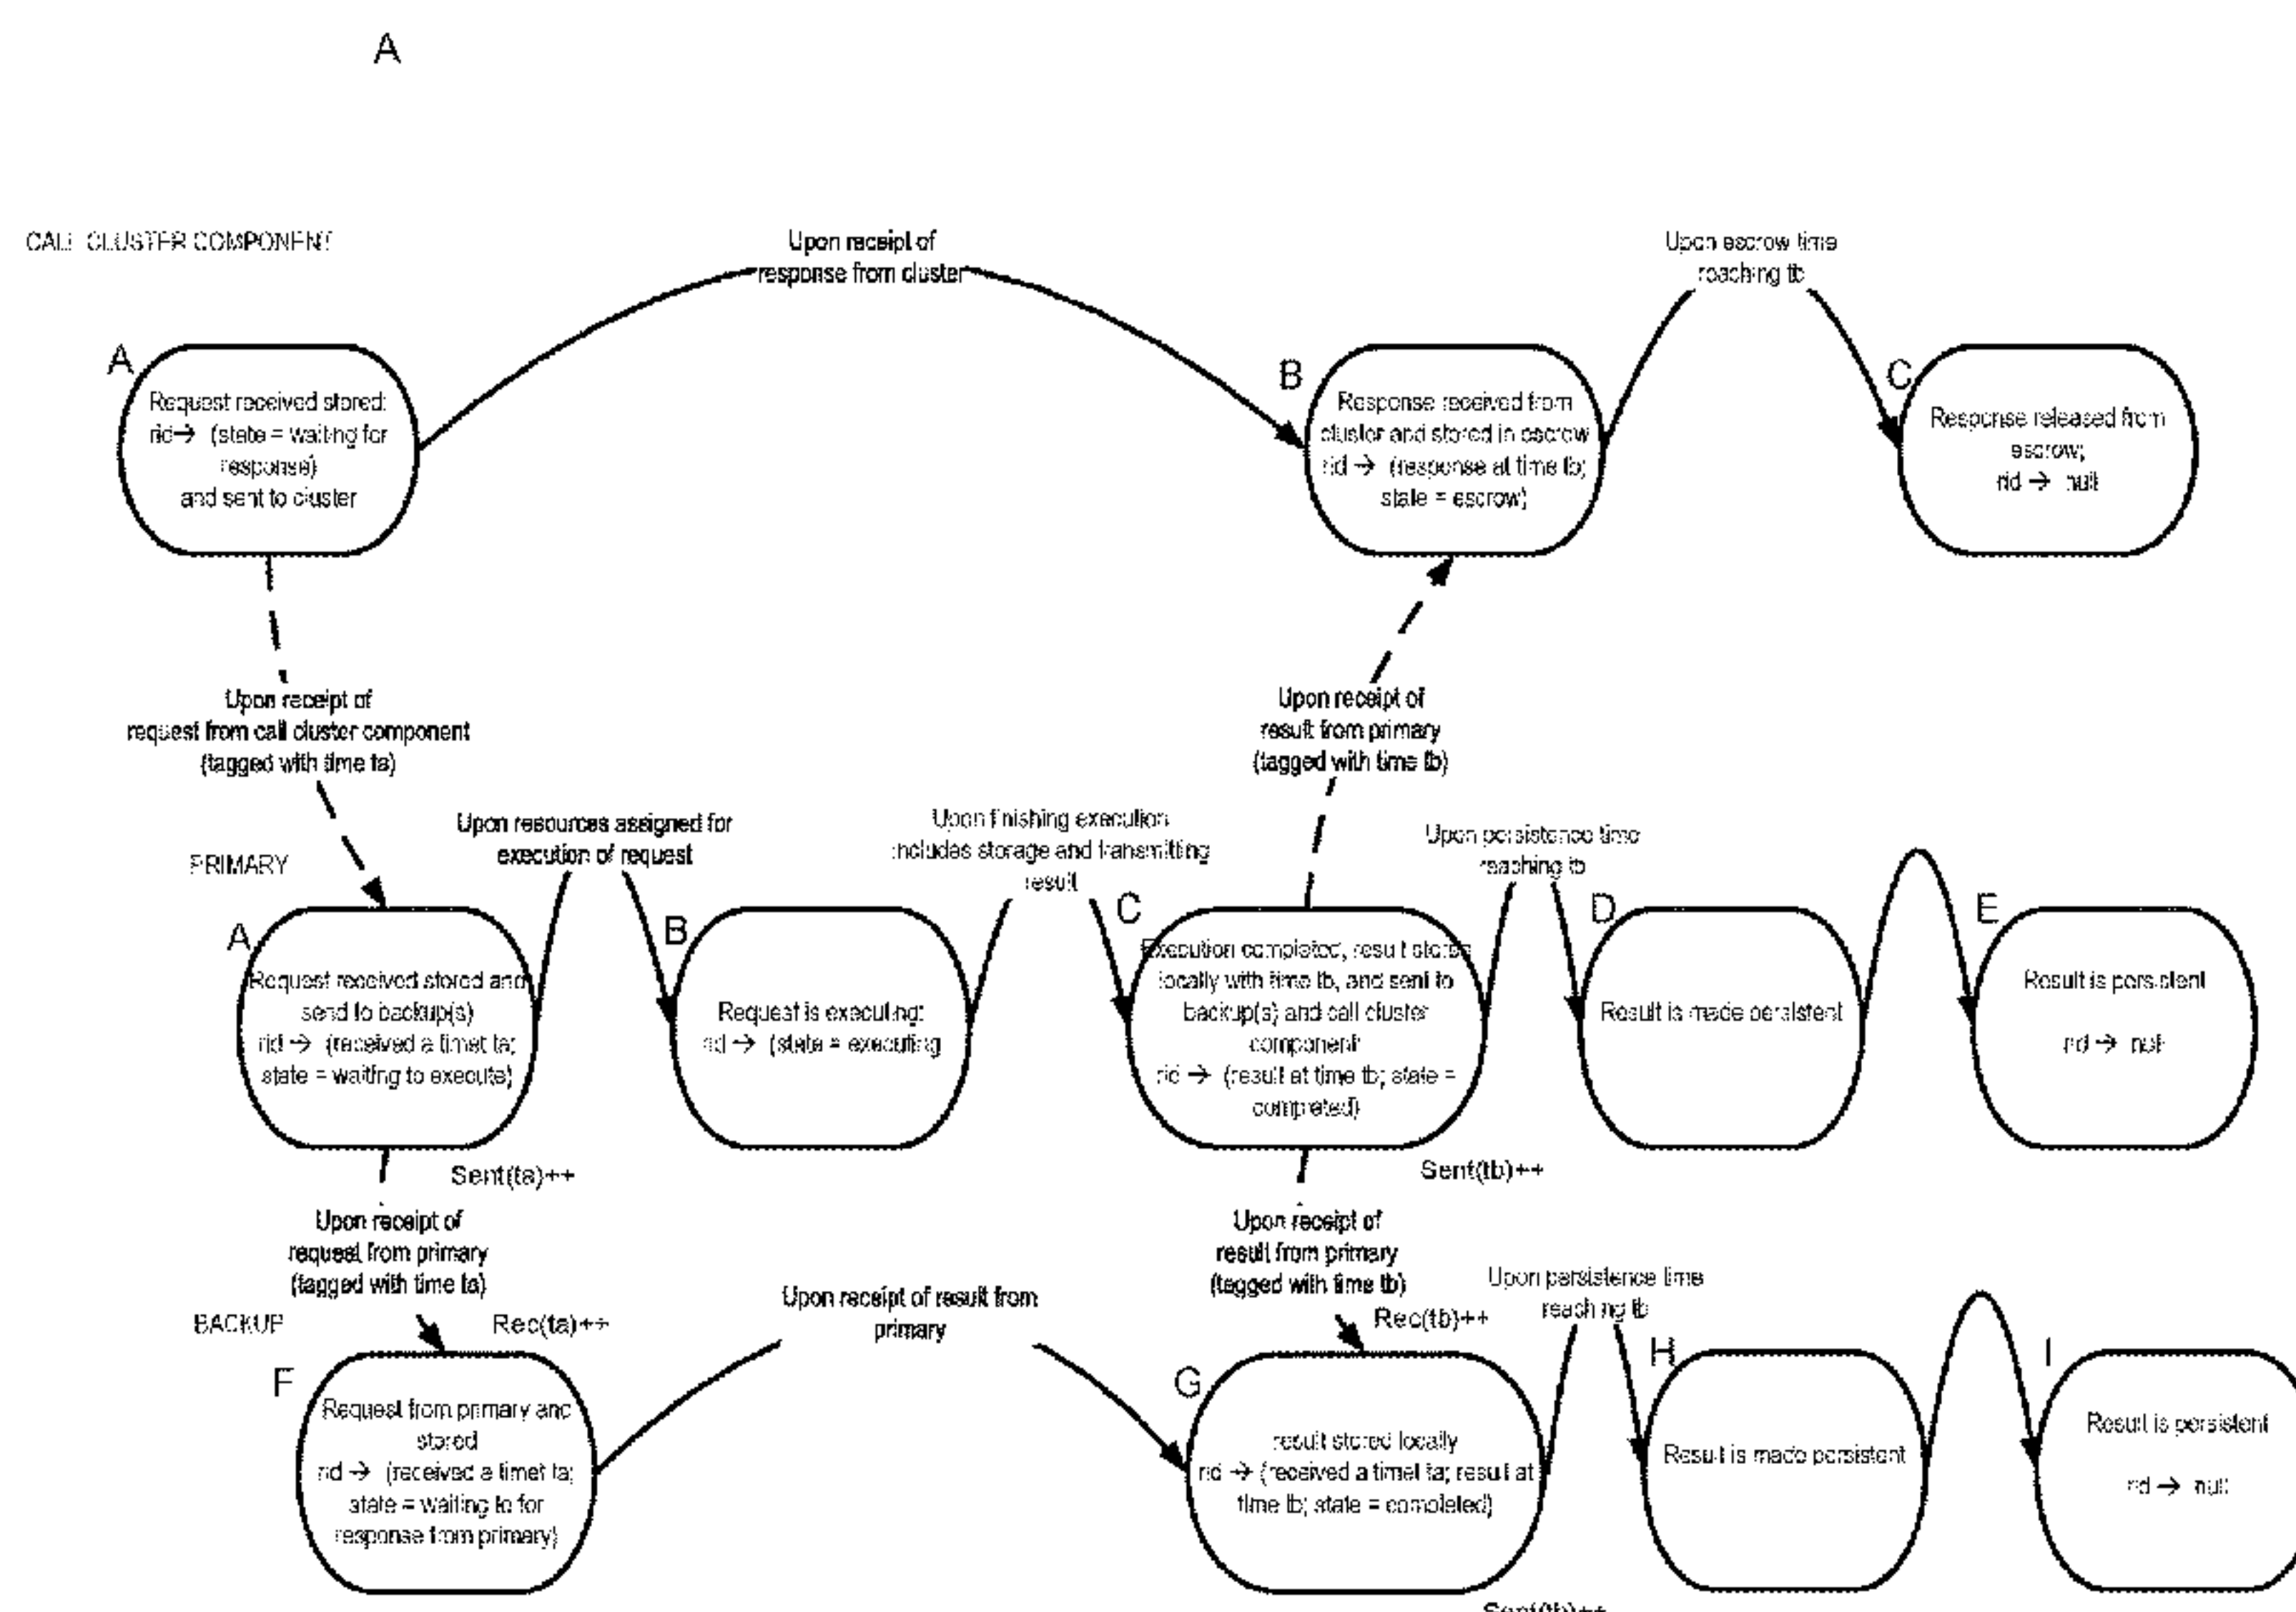 A
CALL CLUSTER COMPONENT
Upon receipt of
response from cluster
Upon escrow time
reaching tb
A
Request received stored:
rid→ (state = waiting for
response)
and sent to cluster
B
Response received from
cluster and stored in escrow
rid → (response at time tb;
state = escrow)
C
Response released from
escrow;
rid → null
Upon receipt of
request from call cluster component
(tagged with time ta)
Upon receipt of
result from primary
(tagged with time tb)
PRIMARY
Upon resources assigned for
execution of request
Upon finishing execution
includes storage and transmitting
result
Upon persistence time
reaching tb
A
Request received stored and
send to backup(s)
rid → (received a timet ta;
state = waiting to execute)
B
Request is executing:
rid → (state = executing
C
Execution completed, result stored
locally with time tb, and sent to
backup(s) and call cluster
component
rid → (result at time tb; state =
completed)
D
Result is made persistent
E
Result is persistent
rid → null
Sent(ta)++
Sent(tb)++
Upon receipt of
request from primary
(tagged with time ta)
Upon receipt of
result from primary
(tagged with time tb)
BACKUP
Rec(ta)++
Upon receipt of result from
primary
Rec(tb)++
Upon persistence time
reaching tb
F
Request from primary and
stored
rid → (received a timet ta;
state = waiting to for
response from primary)
G
result stored locally
rid → (received a timet ta; result at
time tb; state = completed)
H
Result is made persistent
I
Result is persistent
rid → null
Sent(tb)++